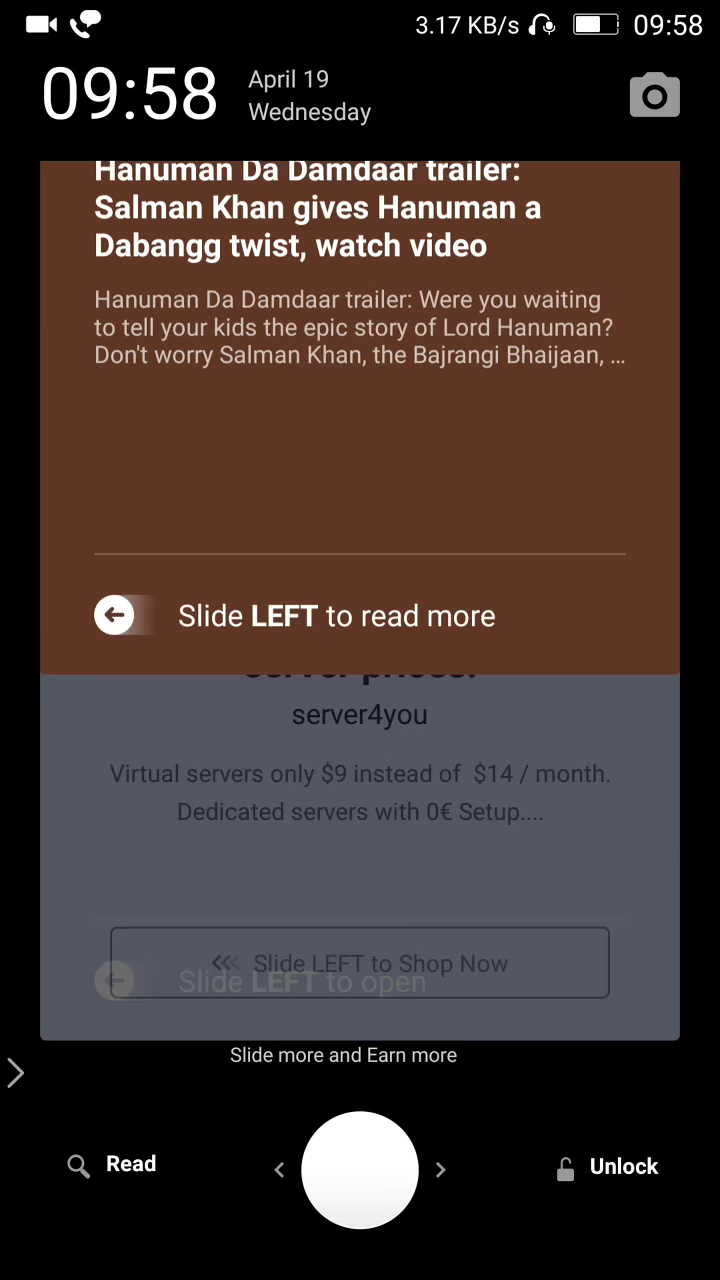 3.17 KB/s 09:58
09:58
April 19
Wednesday
Hanuman Da Damdaar trailer:
Salman Khan gives Hanuman a
Dabangg twist, watch video
Hanuman Da Damdaar trailer: Were you waiting
to tell your kids the epic story of Lord Hanuman?
Don't worry Salman Khan, the Bajrangi Bhaijaan, ...
Slide LEFT to read more
server prices.
server4you
Virtual servers only $9 instead of $14 / month.
Dedicated servers with 0€ Setup....
Slide LEFT to Shop Now
Slide LEFT to open
Slide more and Earn more
Read
Unlock